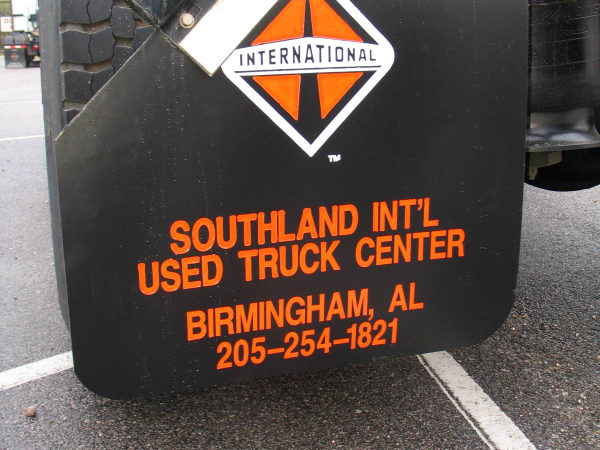 INTERNATIONAL
™
SOUTHLAND INT'L
USED TRUCK CENTER
BIRMINGHAM, AL
205-254-1821